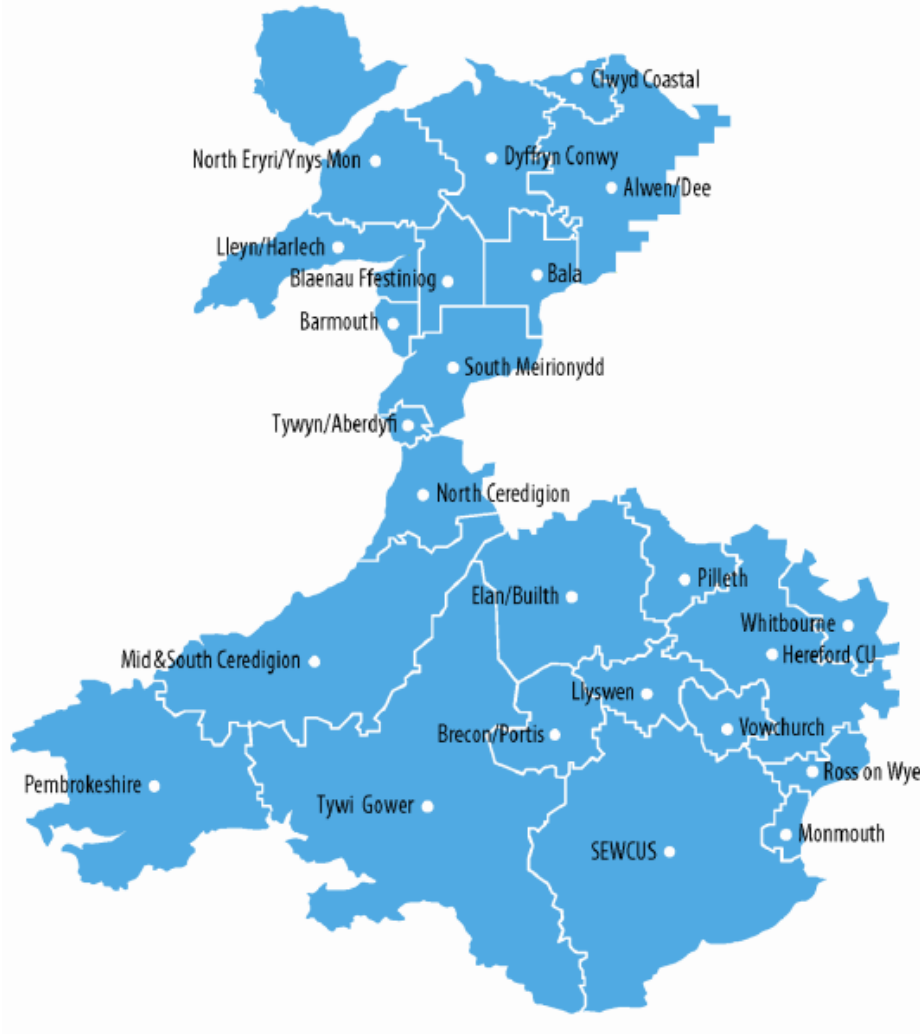 Clwyd Coastal
North Eryri/Ynys Mon
Dyffryn Conwy
Alwen/Dee
Lleyn/Harlech
Blaenau Ffestiniog
Bala
Barmouth
South Meirionydd
Tywyn/Aberdyfi
North Ceredigion
Pilleth
Elan/Builth
Whitbourne
Hereford CU
Mid&South Ceredigion
Llyswen
Vowchurch
Brecon/Portis
Ross on Wye
Pembrokeshire
Tywi Gower
Monmouth
SEWCUS